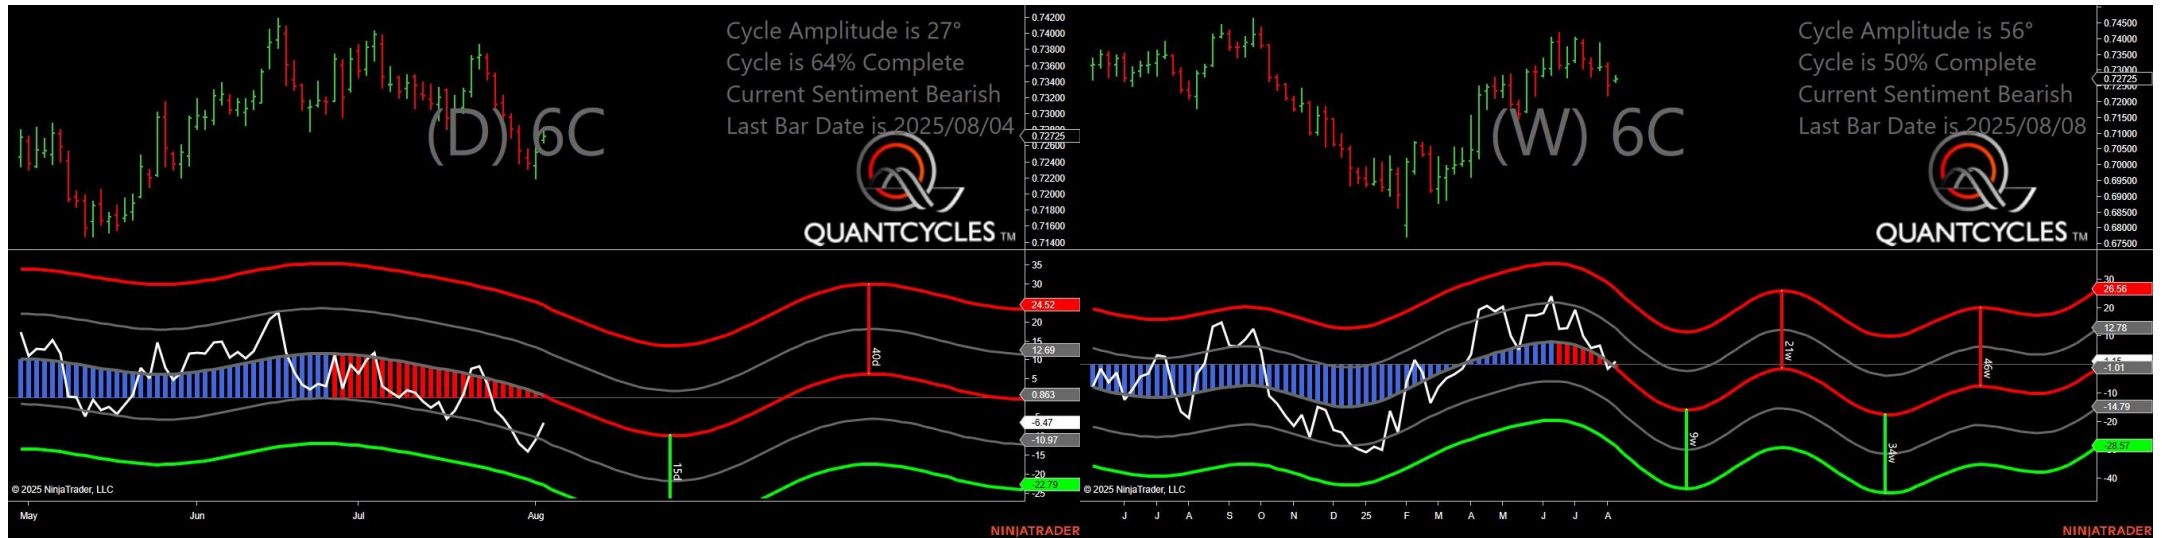 Cycle Amplitude is 27°
Cycle is 64% Complete
Current Sentiment Bearish
Last Bar Date is 2025/08/04
(D) 6C
QUANTCYCLES TM
0.74200
0.74000
0.73800
0.73600
0.73400
0.73200
0.73000
0.72725
0.72600
0.72400
0.72200
0.72000
0.71800
0.71600
0.71400
35
30
24.52
20
15
12.69
10
5
0.863
-6.47
-10.97
-15
-20
-22.79
-25
40d
15d
© 2025 NinjaTrader, LLC
May Jun Jul Aug
NINJATRADER
Cycle Amplitude is 56°
Cycle is 50% Complete
Current Sentiment Bearish
Last Bar Date is 2025/08/08
(W) 6C
QUANTCYCLES TM
0.74500
0.74000
0.73500
0.73000
0.72725
0.72500
0.72000
0.71500
0.71000
0.70500
0.70000
0.69500
0.69000
0.68500
0.68000
0.67500
30
26.56
20
12.78
-1.01
-10
-14.79
-20
-28.57
-40
21w
46w
9w
34w
© 2025 NinjaTrader, LLC
J J A S O N D 25 F M A M J J A
NINJATRADER